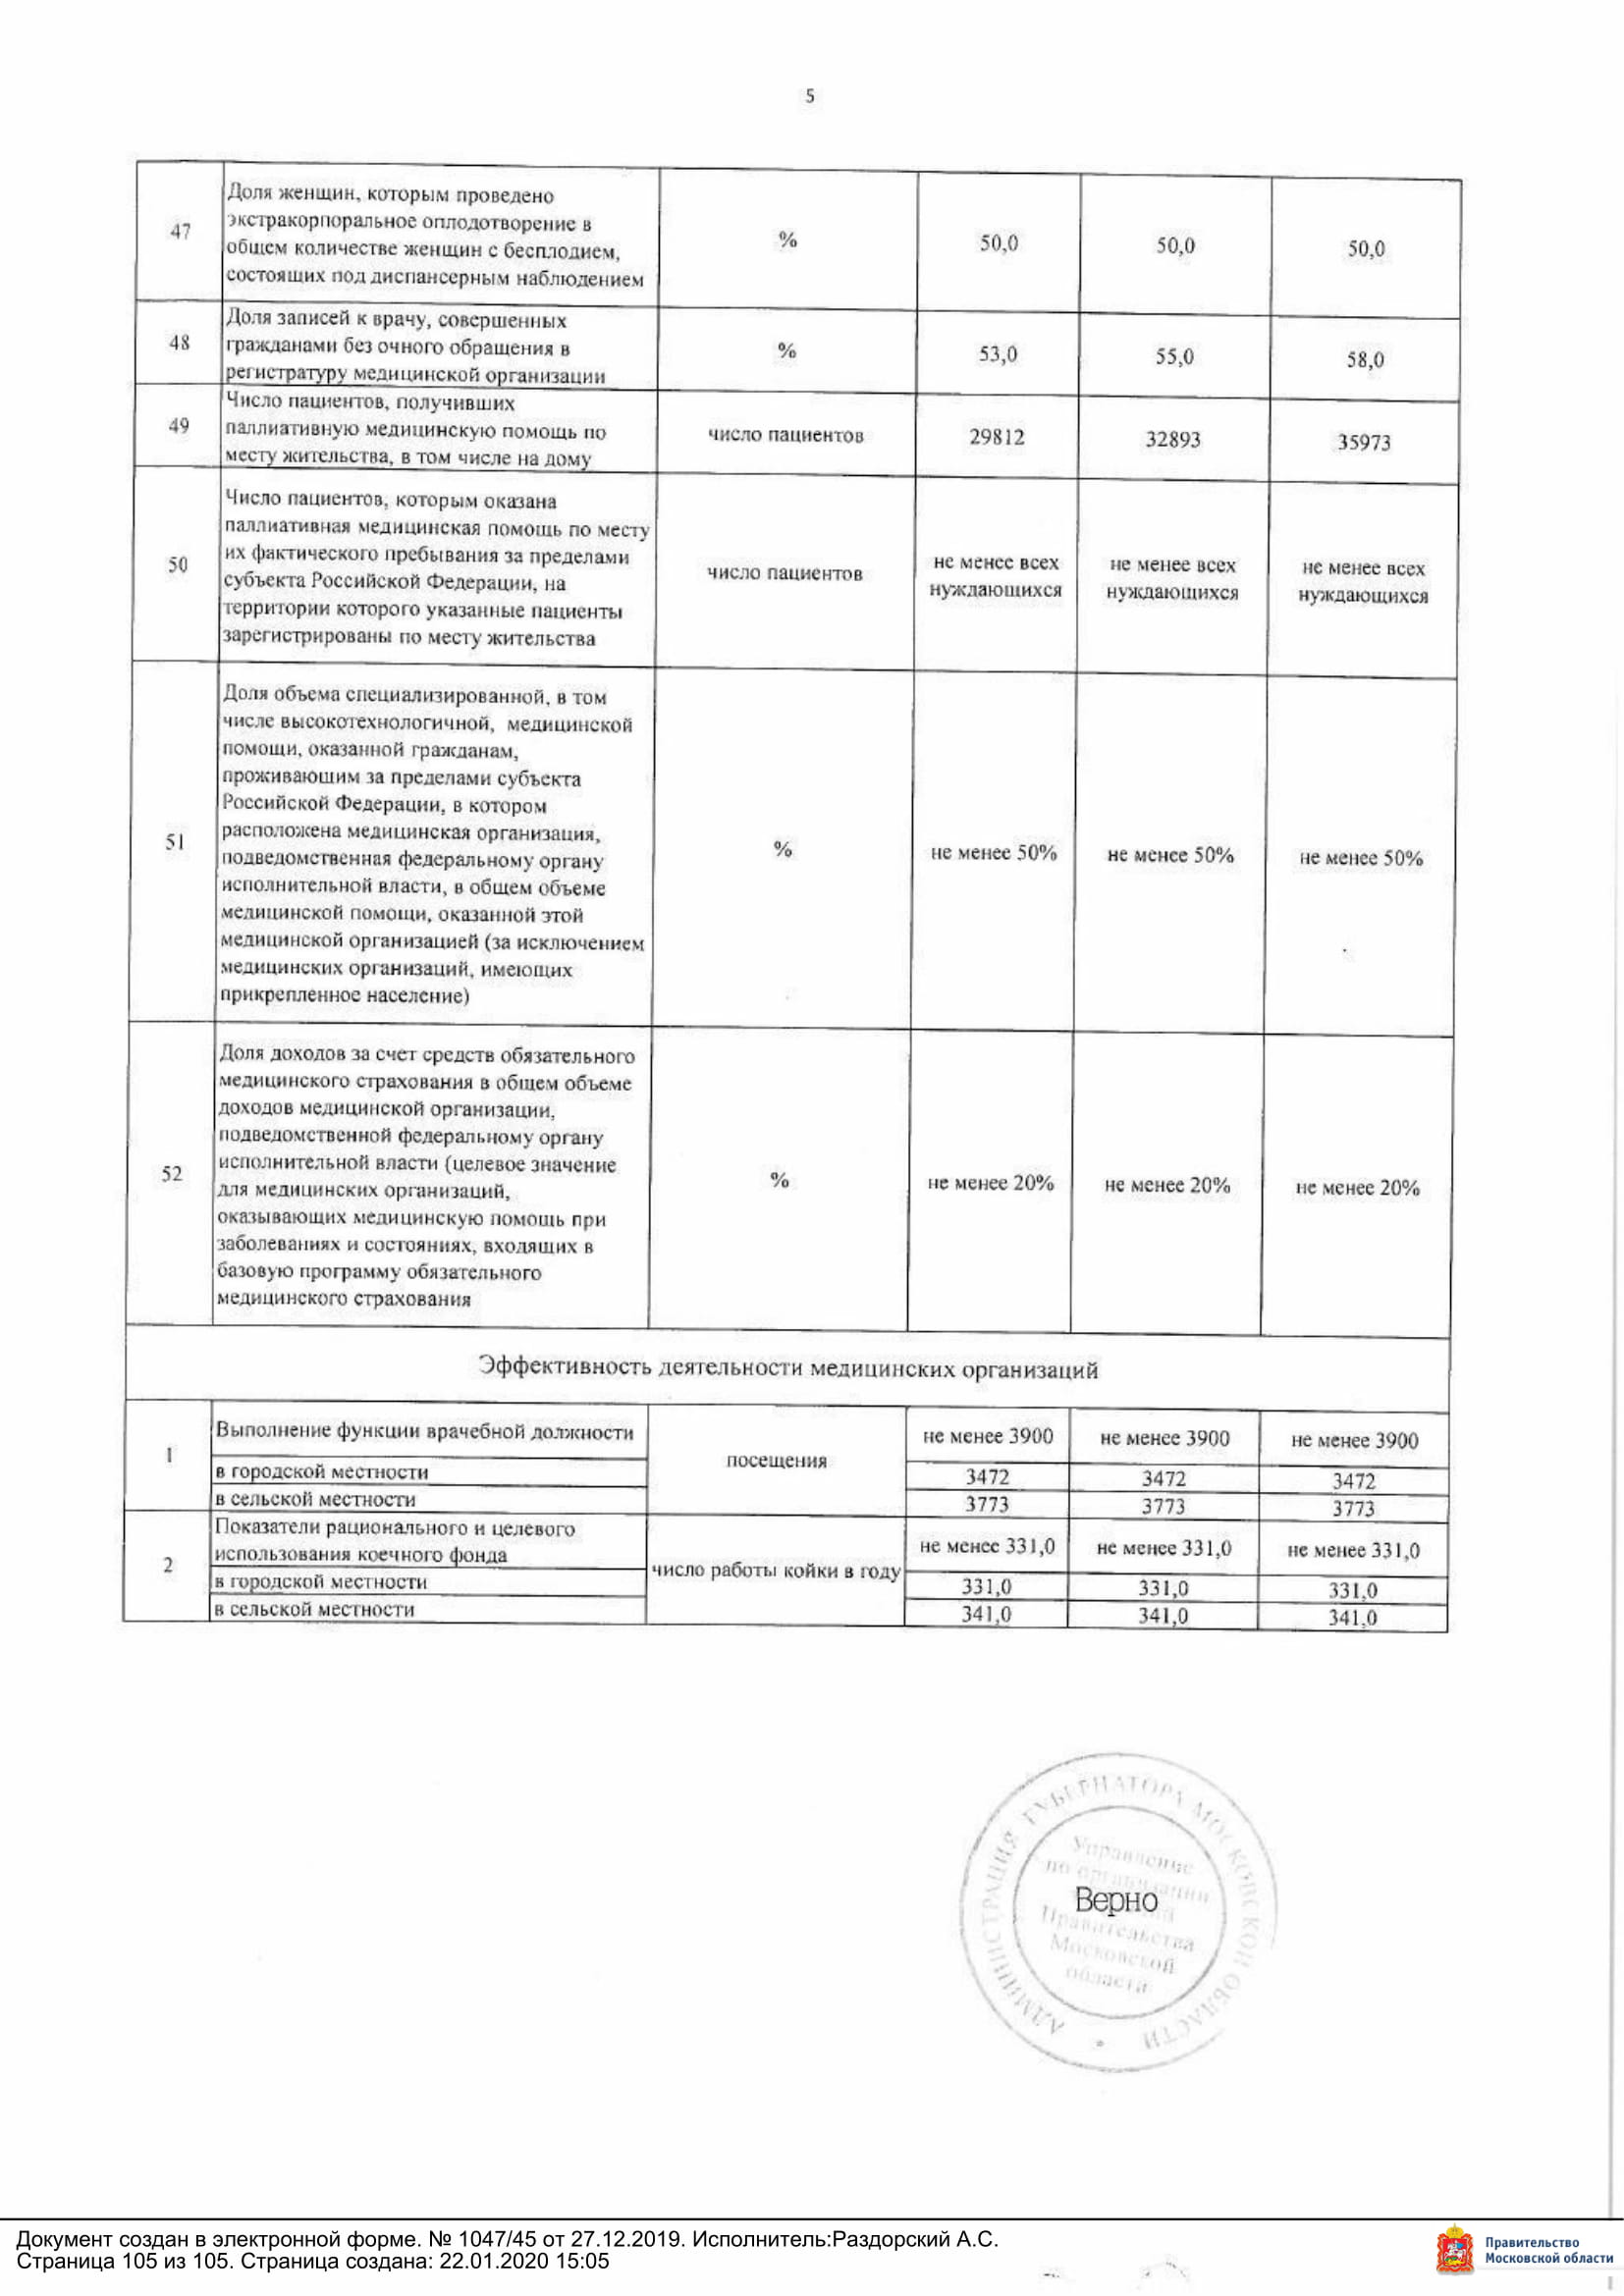 5
47
Доля женщин, которым проведено
экстракорпоральное оплодотворение в
общем количестве женщин с бесплодием,
состоящих под диспансерным наблюдением
%
50,0
50,0
50,0
48
Доля записей к врачу, совершенных
гражданами без очного обращения в
регистратуру медицинской организации
%
53,0
55,0
58,0
49
Число пациентов, получивших
паллиативную медицинскую помощь по
месту жительства, в том числе на дому
число пациентов
29812
32893
35973
50
Число пациентов, которым оказана
паллиативная медицинская помощь по месту
их фактического пребывания за пределами
субъекта Российской Федерации, на
территории которого указанные пациенты
зарегистрированы по месту жительства
число пациентов
не менее всех
нуждающихся
не менее всех
нуждающихся
не менее всех
нуждающихся
51
Доля объема специализированной, в том
числе высокотехнологичной, медицинской
помощи, оказанной гражданам,
проживающим за пределами субъекта
Российской Федерации, в котором
расположена медицинская организация,
подведомственная федеральному органу
исполнительной власти, в общем объеме
медицинской помощи, оказанной этой
медицинской организацией (за исключением
медицинских организаций, имеющих
прикрепленное население)
%
не менее 50%
не менее 50%
не менее 50%
52
Доля доходов за счет средств обязательного
медицинского страхования в общем объеме
доходов медицинской организации,
подведомственной федеральному органу
исполнительной власти (целевое значение
для медицинских организаций,
оказывающих медицинскую помощь при
заболеваниях и состояниях, входящих в
базовую программу обязательного
медицинского страхования
%
не менее 20%
не менее 20%
не менее 20%
Эффективность деятельности медицинских организаций
1
Выполнение функции врачебной должности
посещения
не менее 3900
не менее 3900
не менее 3900
в городской местности
3472
3472
3472
в сельской местности
3773
3773
3773
2
Показатели рационального и целевого
использования коечного фонда
число работы койки в году
не менее 331,0
не менее 331,0
не менее 331,0
в городской местности
331,0
331,0
331,0
в сельской местности
341,0
341,0
341,0
АДМИНИСТРАЦИЯ ГУБЕРНАТОРА МОСКОВСКОЙ ОБЛАСТИ
Управление
по организации
Верно
Правительства
Московской
области
Документ создан в электронной форме. № 1047/45 от 27.12.2019. Исполнитель:Раздорский А.С.
Страница 105 из 105. Страница создана: 22.01.2020 15:05
Правительство
Московской области